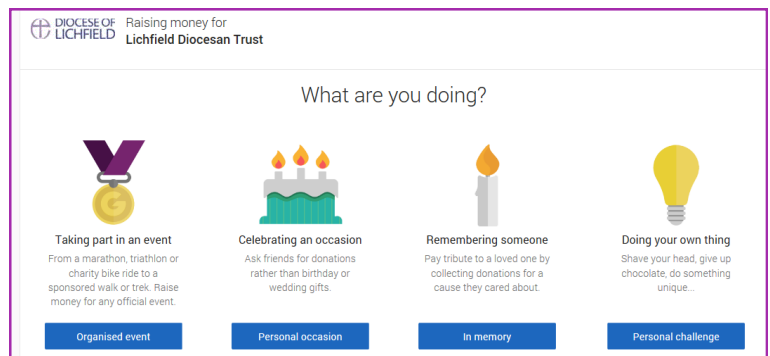 DIOCESE OF
LICHFIELD
Raising money for
Lichfield Diocesan Trust
What are you doing?
G
Taking part in an event
From a marathon, triathlon or
charity bike ride to a
sponsored walk or trek. Raise
money for any official event.
Organised event
Celebrating an occasion
Ask friends for donations
rather than birthday or
wedding gifts.
Personal occasion
Remembering someone
Pay tribute to a loved one by
collecting donations for a
cause they cared about.
In memory
Doing your own thing
Shave your head, give up
chocolate, do something
unique...
Personal challenge